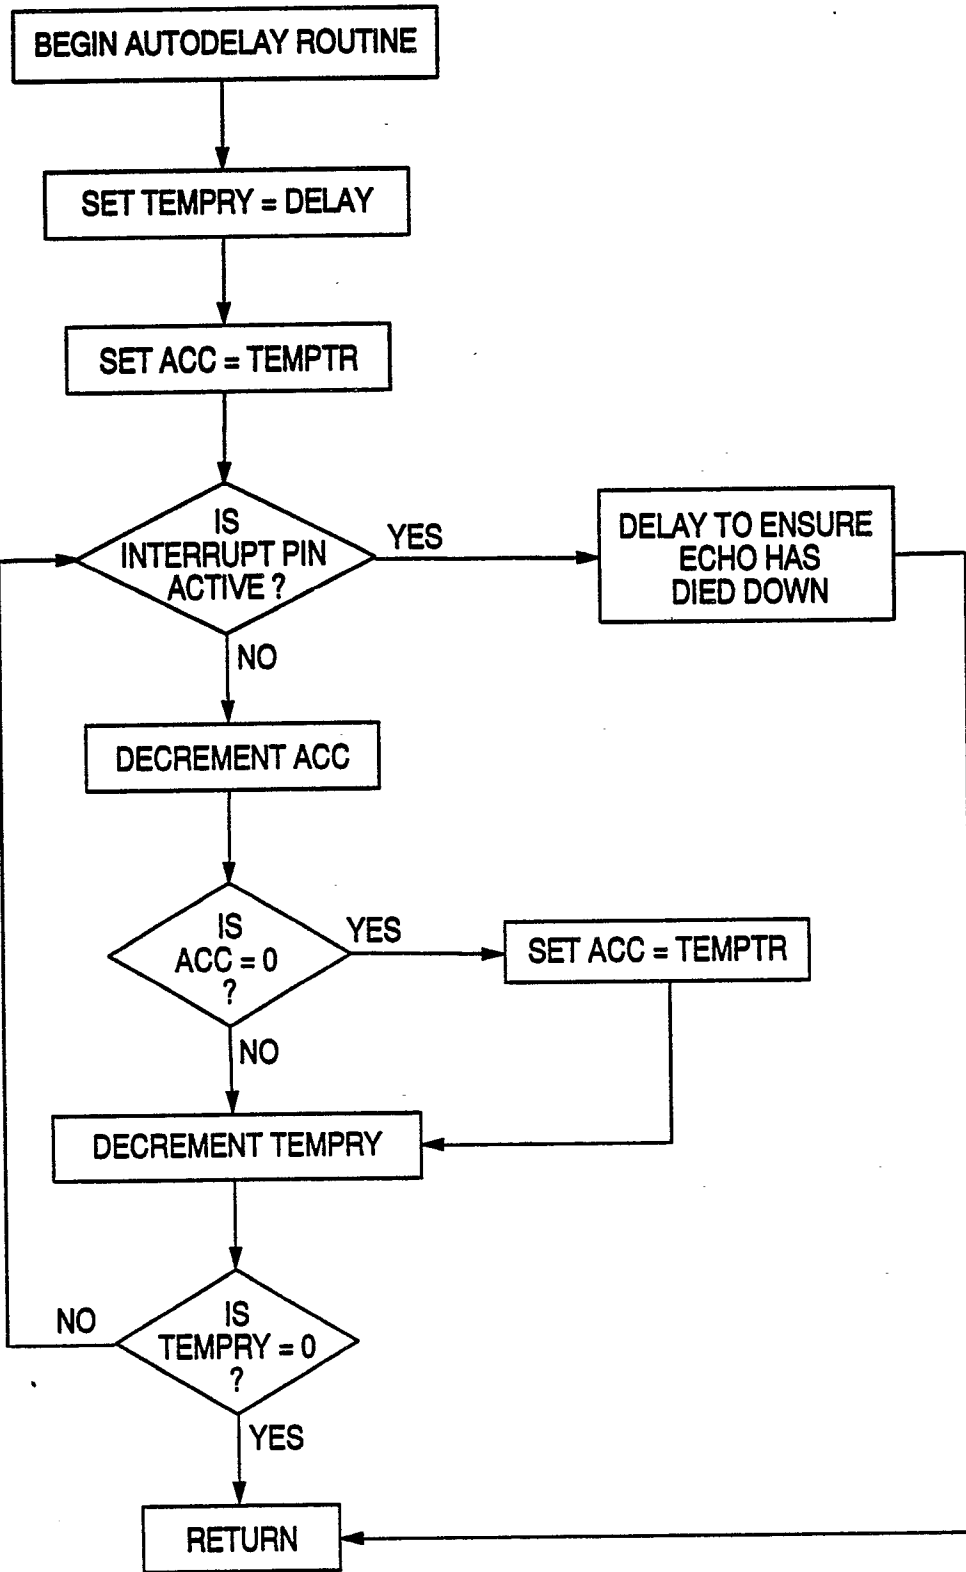 BEGIN AUTODELAY ROUTINE
SET TEMPRY = DELAY
SET ACC = TEMPTR
IS
INTERRUPT PIN
ACTIVE ?
YES
DELAY TO ENSURE
ECHO HAS
DIED DOWN
NO
DECREMENT ACC
IS
ACC = 0
?
YES
SET ACC = TEMPTR
NO
DECREMENT TEMPRY
IS
TEMPRY = 0
?
NO
YES
RETURN